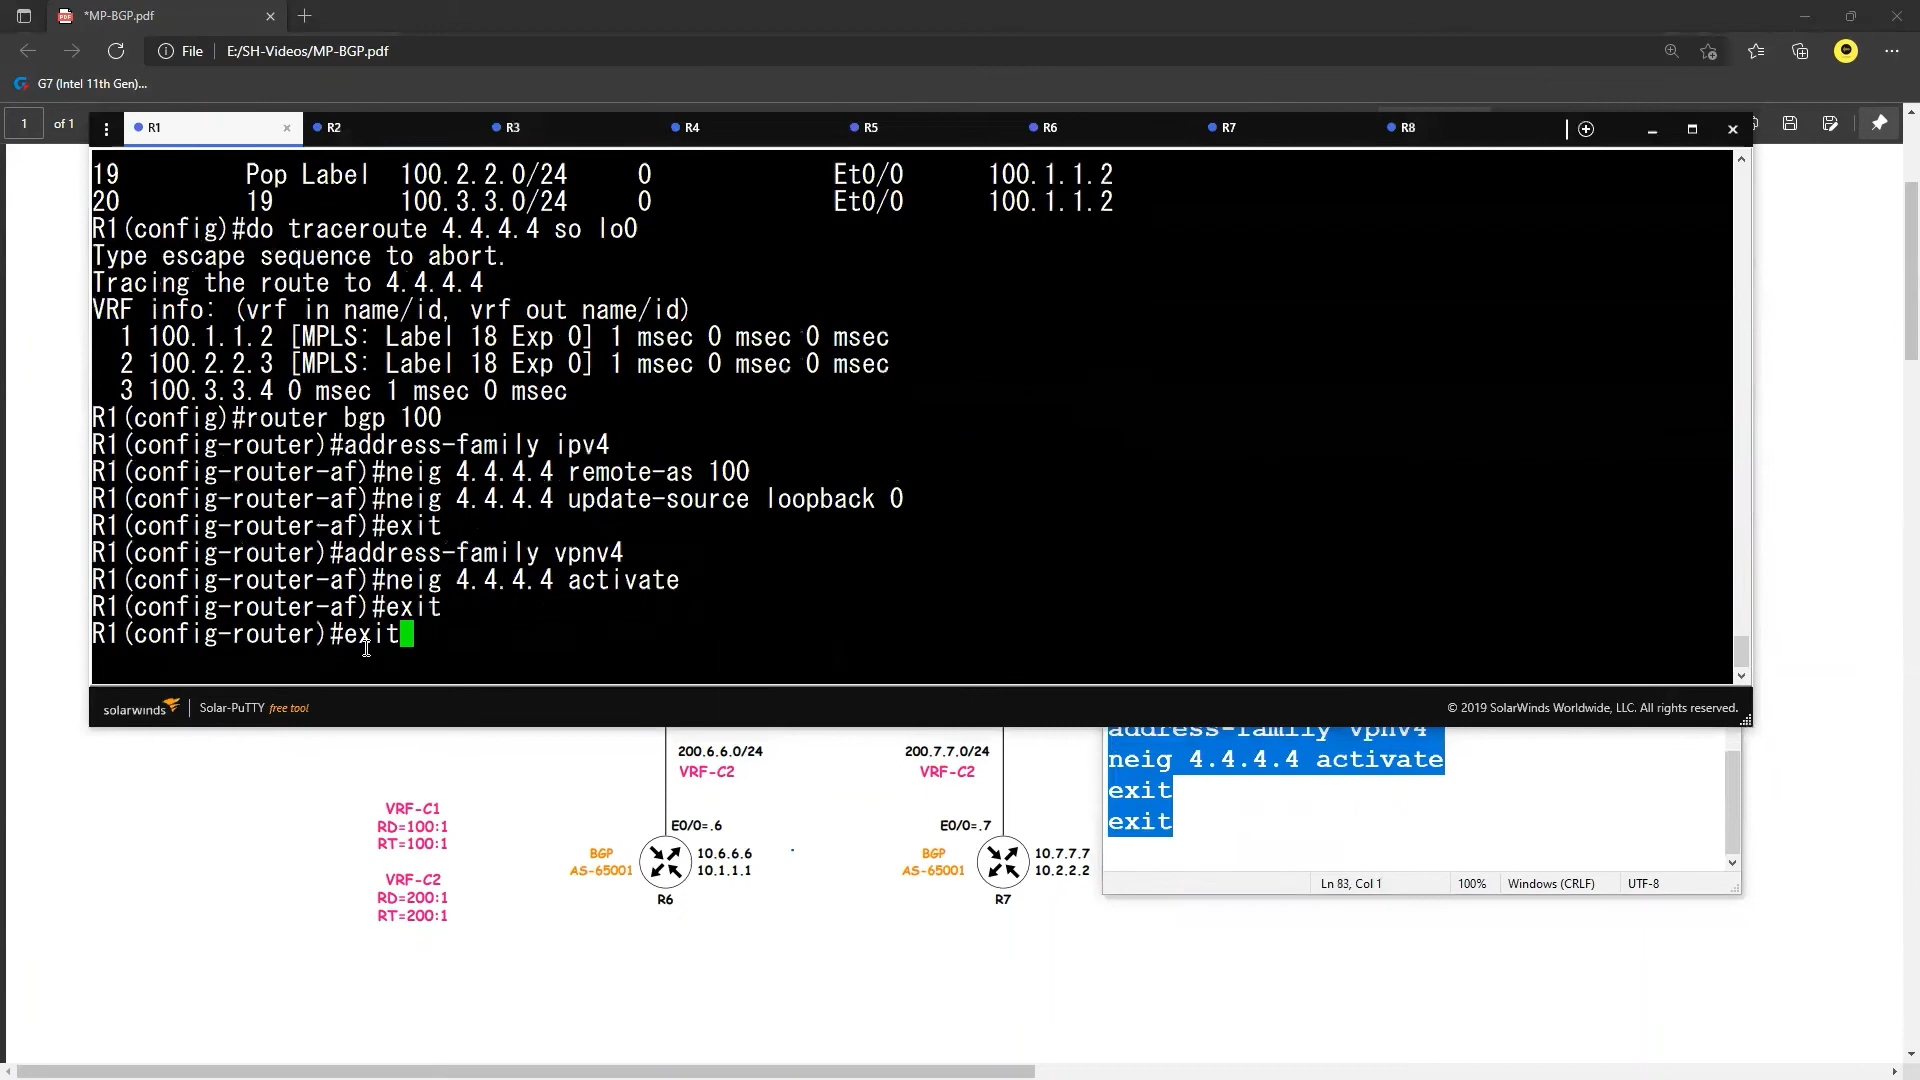 *MP-BGP.pdf
File
E:/SH-Videos/MP-BGP.pdf
G7 (Intel 11th Gen)...
1 of 1
R1
R2
R3
R4
R5
R6
R7
R8
19 Pop Label 100.2.2.0/24 0 Et0/0 100.1.1.2
20 19 100.3.3.0/24 0 Et0/0 100.1.1.2
R1(config)#do traceroute 4.4.4.4 so lo0
Type escape sequence to abort.
Tracing the route to 4.4.4.4
VRF info: (vrf in name/id, vrf out name/id)
1 100.1.1.2 [MPLS: Label 18 Exp 0] 1 msec 0 msec 0 msec
2 100.2.2.3 [MPLS: Label 18 Exp 0] 1 msec 0 msec 0 msec
3 100.3.3.4 0 msec 1 msec 0 msec
R1(config)#router bgp 100
R1(config-router)#address-family ipv4
R1(config-router-af)#neig 4.4.4.4 remote-as 100
R1(config-router-af)#neig 4.4.4.4 update-source loopback 0
R1(config-router-af)#exit
R1(config-router)#address-family vpnv4
R1(config-router-af)#neig 4.4.4.4 activate
R1(config-router-af)#exit
R1(config-router)#exit
solarwinds
Solar-PuTTY free tool
© 2019 SolarWinds Worldwide, LLC. All rights reserved.
200.6.6.0/24
VRF-C2
200.7.7.0/24
VRF-C2
VRF-C1
RD=100:1
RT=100:1
VRF-C2
RD=200:1
RT=200:1
E0/0=.6
BGP
AS-65001
10.6.6.6
10.1.1.1
R6
E0/0=.7
BGP
AS-65001
10.7.7.7
10.2.2.2
R7
address-family vpnv4
neig 4.4.4.4 activate
exit
exit
Ln 83, Col 1
100%
Windows (CRLF)
UTF-8